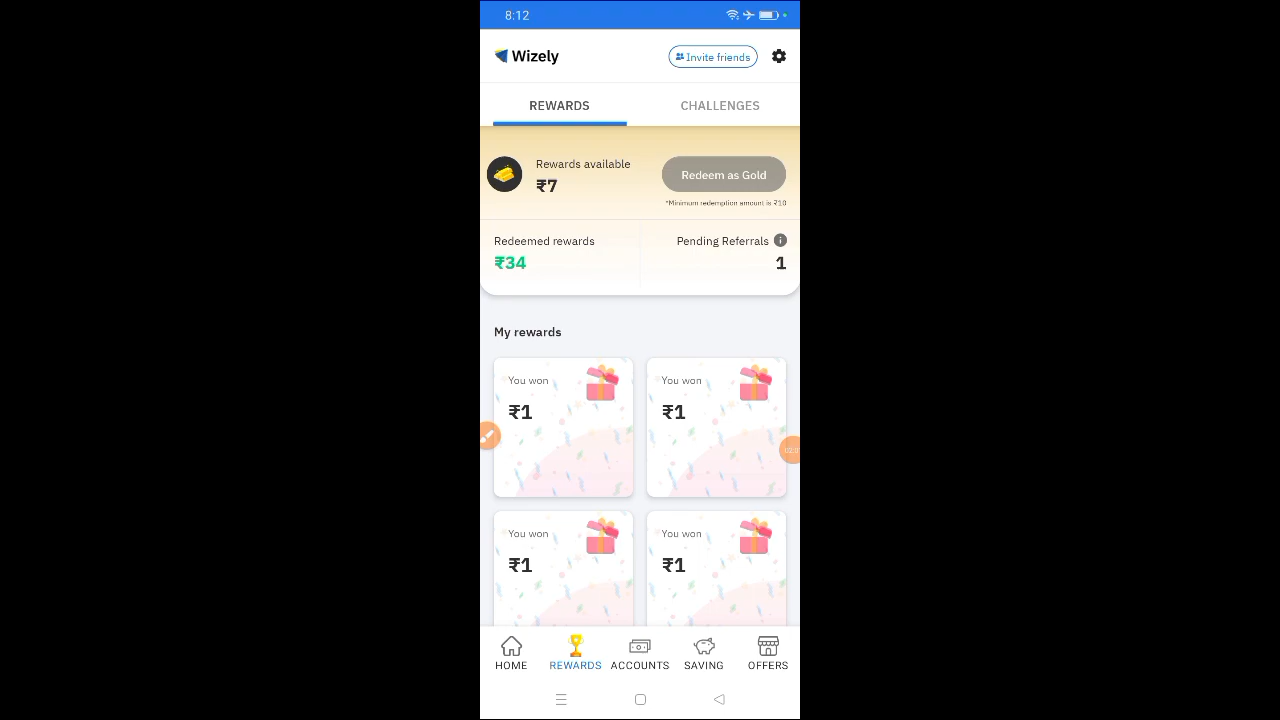 8:12
Wizely
Invite friends
REWARDS
CHALLENGES
Rewards available
₹7
Redeem as Gold
*Minimum redemption amount is ₹10
Redeemed rewards
₹34
Pending Referrals
1
My rewards
You won
₹1
You won
₹1
You won
₹1
You won
₹1
HOME
REWARDS
ACCOUNTS
SAVING
OFFERS